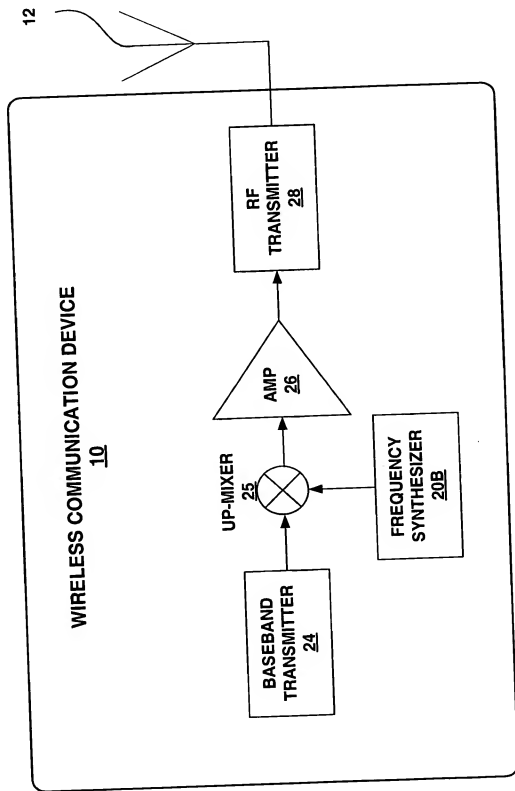 12
WIRELESS COMMUNICATION DEVICE
10
BASEBAND
TRANSMITTER
24
UP-MIXER
25
FREQUENCY
SYNTHESIZER
20B
AMP
26
RF
TRANSMITTER
28